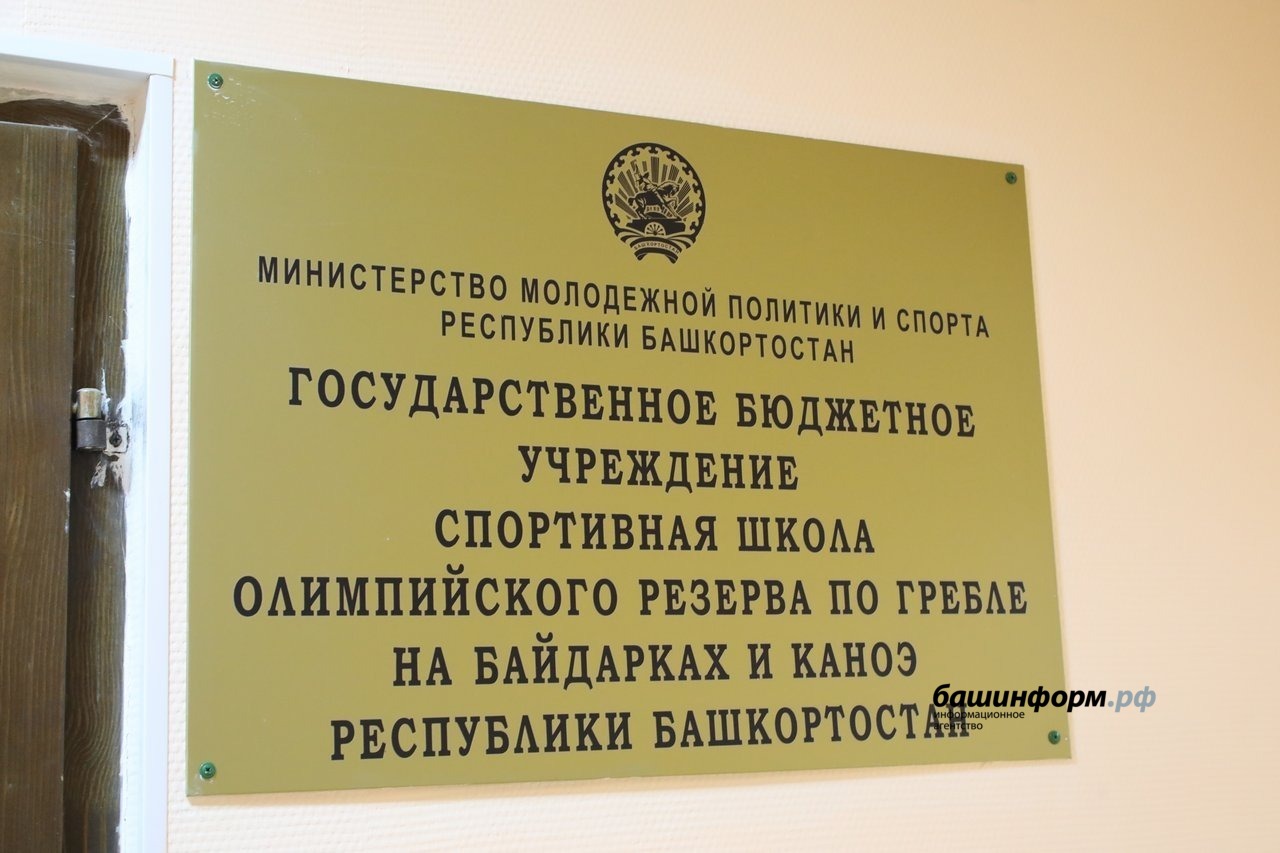 БАШКОРТОСТАН
МИНИСТЕРСТВО МОЛОДЕЖНОЙ ПОЛИТИКИ И СПОРТА
РЕСПУБЛИКИ БАШКОРТОСТАН
ГОСУДАРСТВЕННОЕ БЮДЖЕТНОЕ
УЧРЕЖДЕНИЕ
СПОРТИВНАЯ ШКОЛА
ОЛИМПИЙСКОГО РЕЗЕРВА ПО ГРЕБЛЕ
НА БАЙДАРКАХ И КАНОЭ
РЕСПУБЛИКИ БАШКОРТОСТАН
башинформ.рф
информационное
агентство